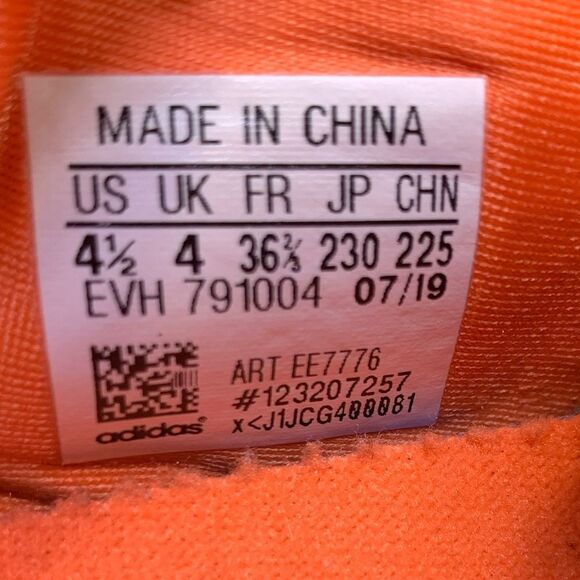 MADE IN CHINA
US UK FR JP CHN
4½ 4 36⅔ 230 225
EVH 791004 07/19
ART EE7776
#123207257
x<J1JCG400081
adidas®